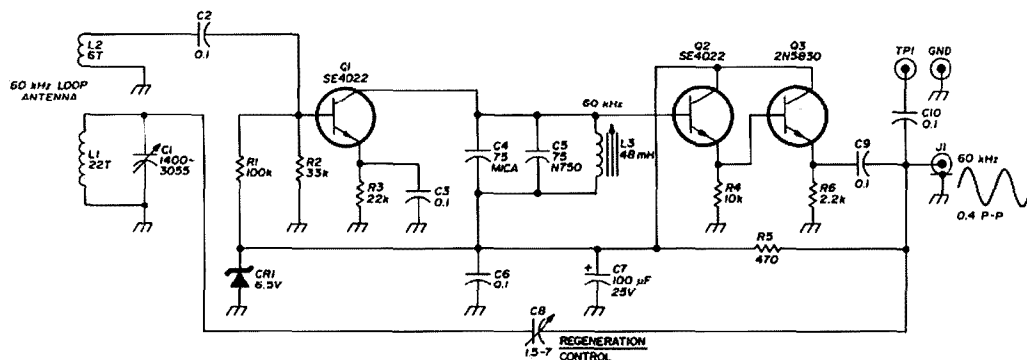 L2
6T
60 kHz LOOP
ANTENNA
L1
22T
C1
1400-
3055
C2
0.1
Q1
SE4022
R1
100k
R2
33k
R3
22k
C3
0.1
CR1
6.5V
C4
75
MICA
C5
75
N750
60 kHz
L3
48 mH
C6
0.1
+
C7
100 µF
25V
C8
1.5-7
REGENERATION
CONTROL
Q2
SE4022
Q3
2N5830
R4
10k
R6
2.2k
R5
470
C9
0.1
TP1
GND
C10
0.1
J1
60 kHz
0.4 P-P